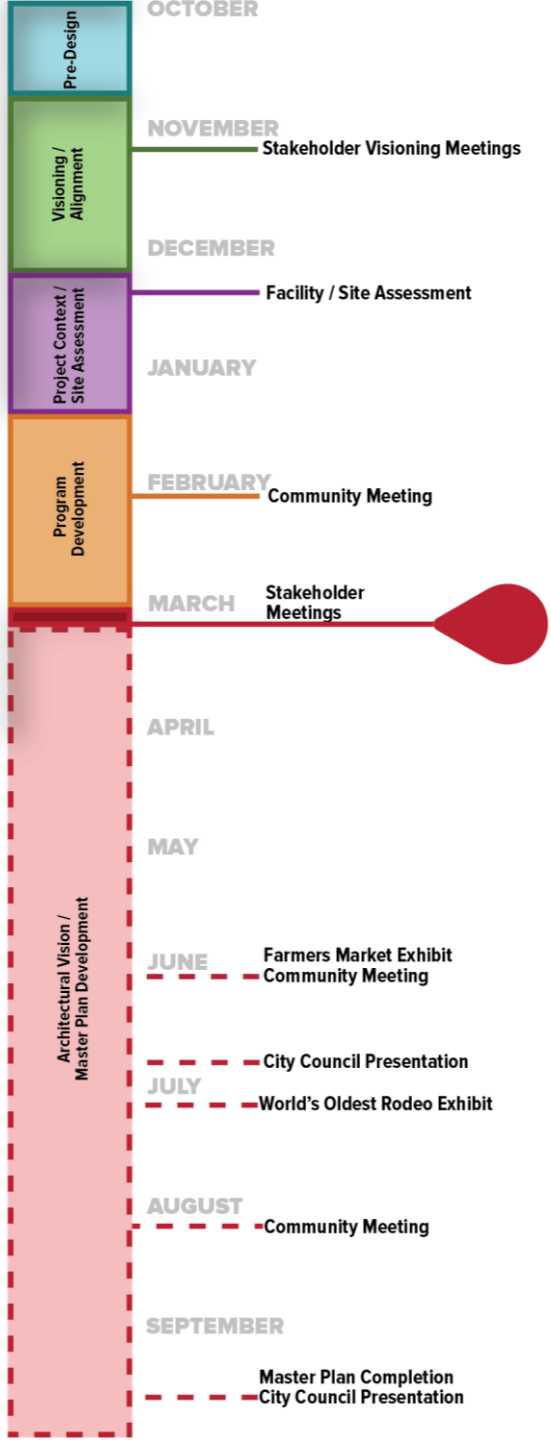 OCTOBER
Pre-Design
NOVEMBER
Stakeholder Visioning Meetings
Visioning /
Alignment
DECEMBER
Facility / Site Assessment
Project Context /
Site Assessment
JANUARY
FEBRUARY
Community Meeting
Program
Development
MARCH
Stakeholder
Meetings
APRIL
MAY
Architectural Vision /
Master Plan Development
JUNE
Farmers Market Exhibit
Community Meeting
City Council Presentation
JULY
World's Oldest Rodeo Exhibit
AUGUST
Community Meeting
SEPTEMBER
Master Plan Completion
City Council Presentation